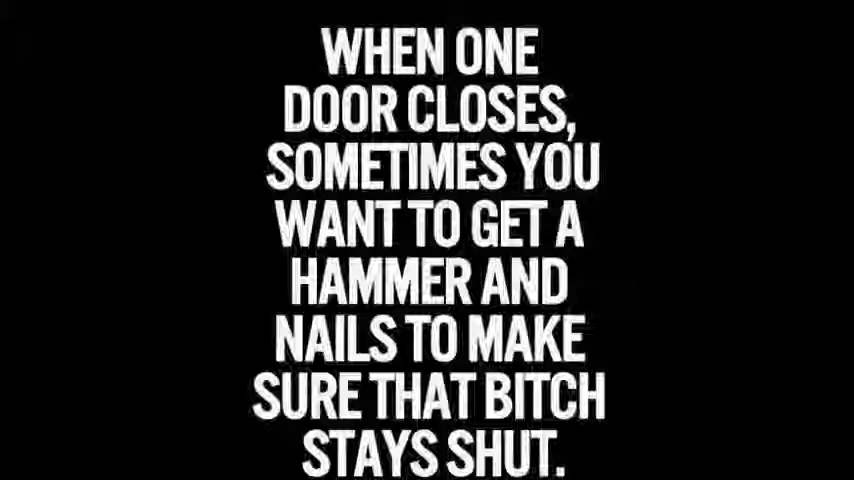 WHEN ONE
DOOR CLOSES,
SOMETIMES YOU
WANT TO GET A
HAMMER AND
NAILS TO MAKE
SURE THAT BITCH
STAYS SHUT.